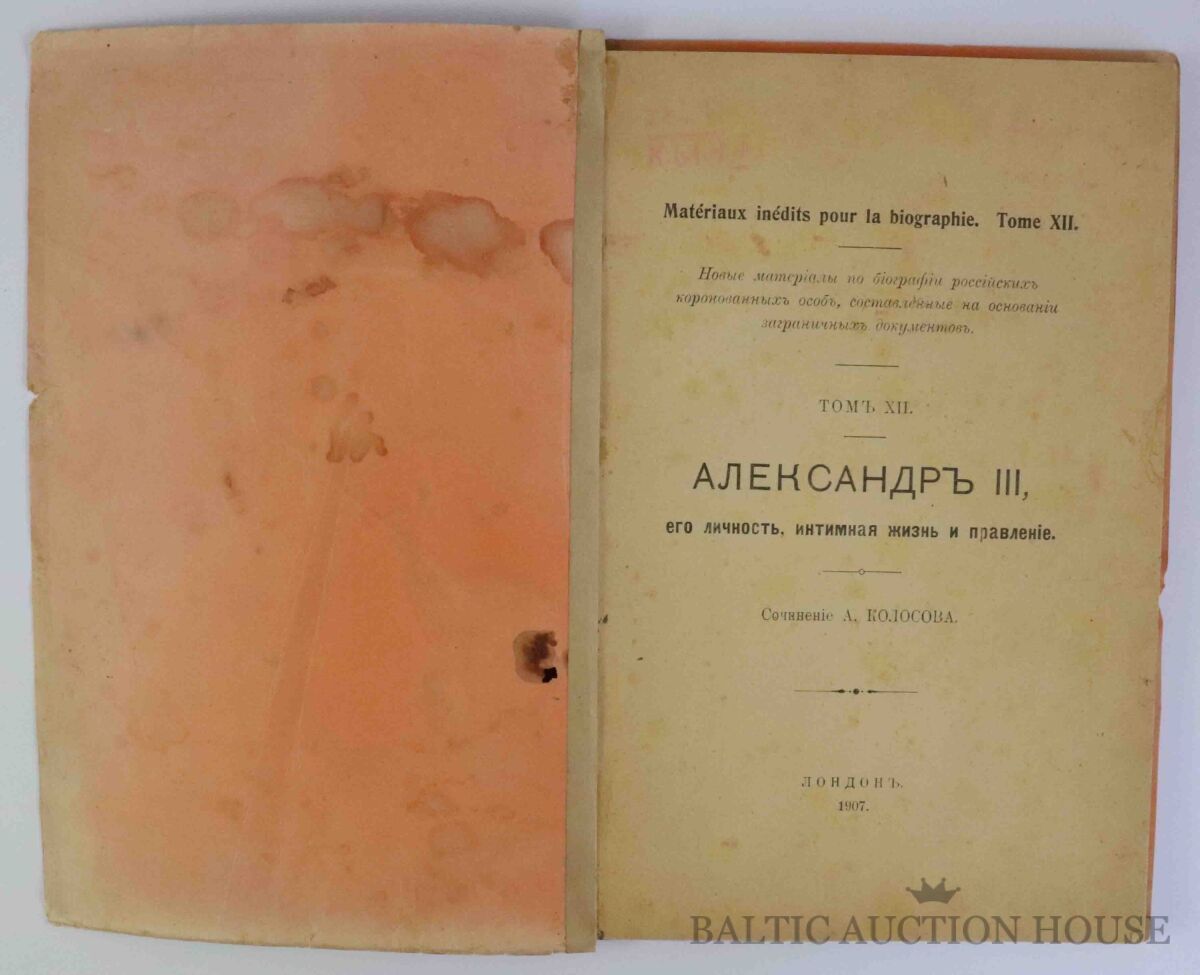 Matériaux inédits pour la biographie. Tome XII.
Новые матеріалы по біографіи россійскихъ
коронованныхъ особъ, составленные на основаніи
заграничныхъ документовъ.
ТОМЪ XII.
АЛЕКСАНДРЪ III,
его личность, интимная жизнь и правленіе.
Сочиненіе А. КОЛОСОВА.
ЛОНДОНЪ.
1907.
BALTIC AUCTION HOUSE